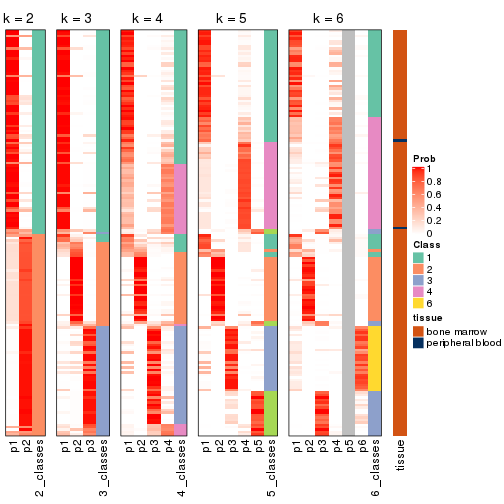 k = 2 k = 3 k = 4 k = 5 k = 6
Prob
1
0.8
0.6
0.4
0.2
0
Class
1
2
3
4
6
tissue
bone marrow
peripheral blood
p1 p2 2_classes p1 p2 p3 3_classes p1 p2 p3 p4 4_classes p1 p2 p3 p4 p5 5_classes p1 p2 p3 p4 p5 p6 6_classes tissue